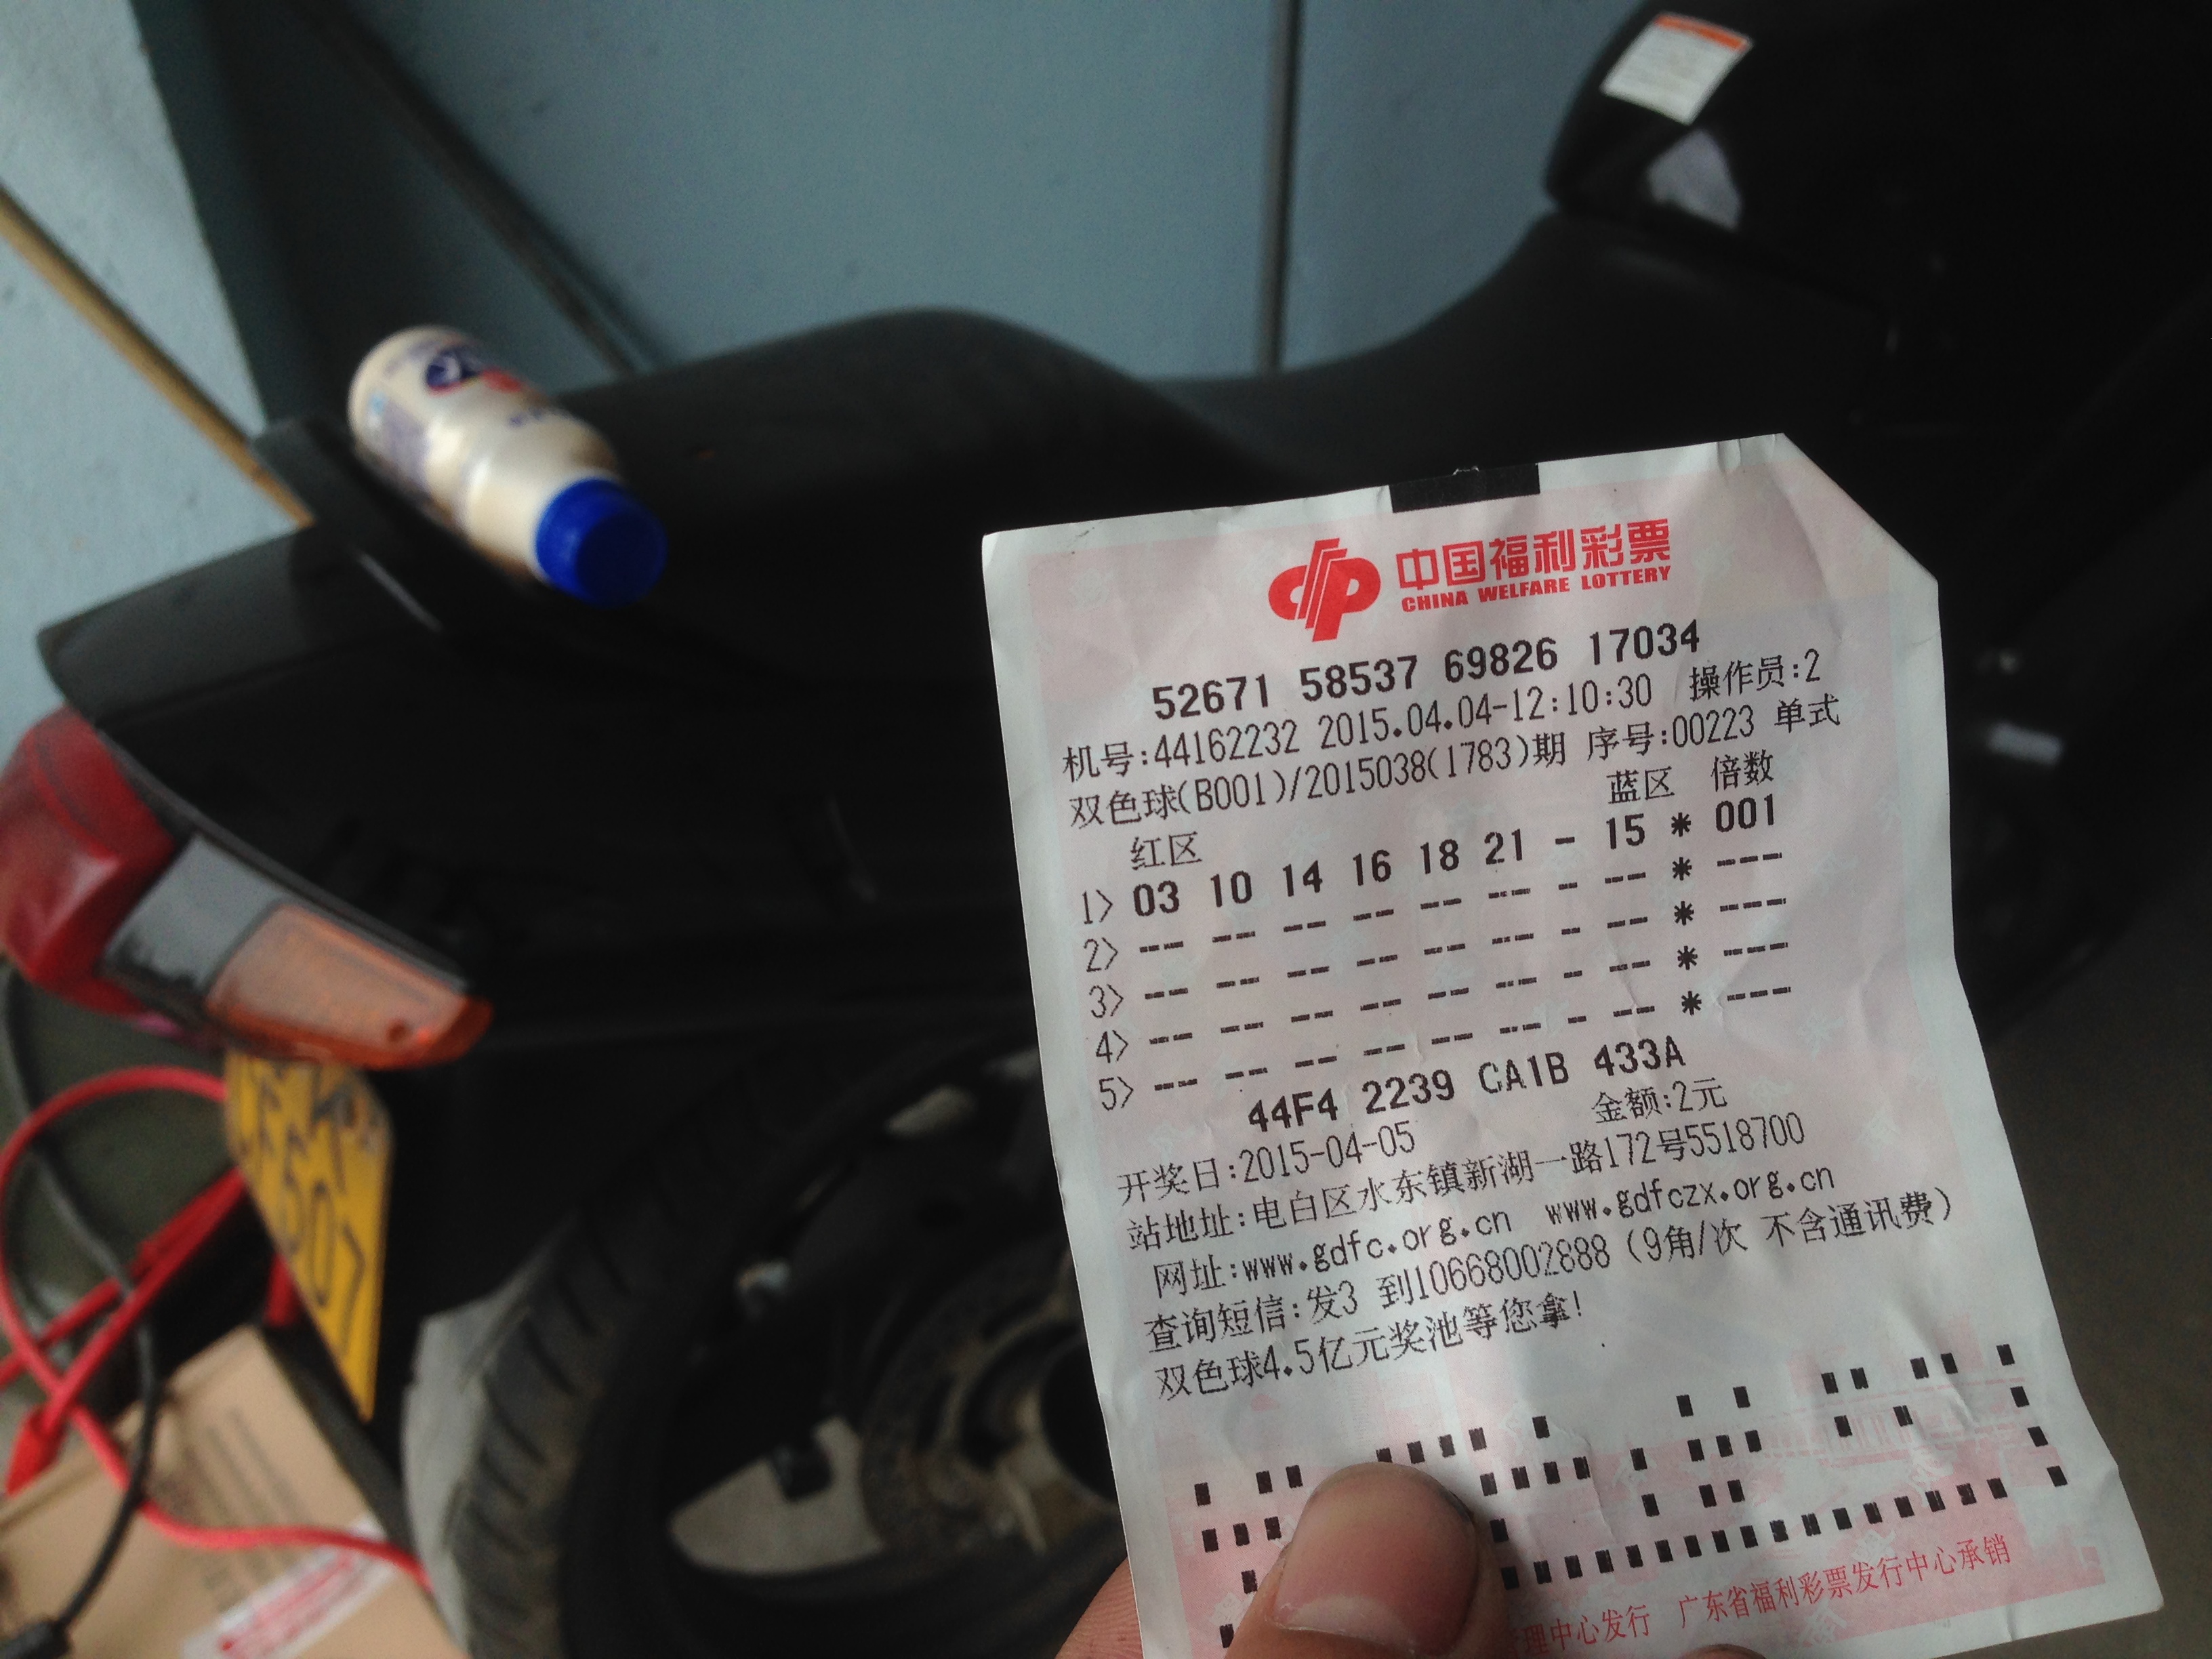 中国福利彩票
CHINA WELFARE LOTTERY
52671 58537 69826 17034
机号:44162232 2015.04.04-12:10:30 操作员:2
双色球(B001)/2015038(1783)期 序号:00223 单式
红区 蓝区 倍数
1> 03 10 14 16 18 21 - 15 * 001
2> -- -- -- -- -- -- - -- * ---
3> -- -- -- -- -- -- - -- * ---
4> -- -- -- -- -- -- - -- * ---
5> -- -- -- -- -- -- - -- * ---
44F4 2239 CA1B 433A
开奖日:2015-04-05 金额:2元
站地址:电白区水东镇新湖一路172号5518700
网址:www.gdfc.org.cn www.gdfczx.org.cn
查询短信:发3 到10668002888 (9角/次 不含通讯费)
双色球4.5亿元奖池等您拿!
理中心发行 广东省福利彩票发行中心承销